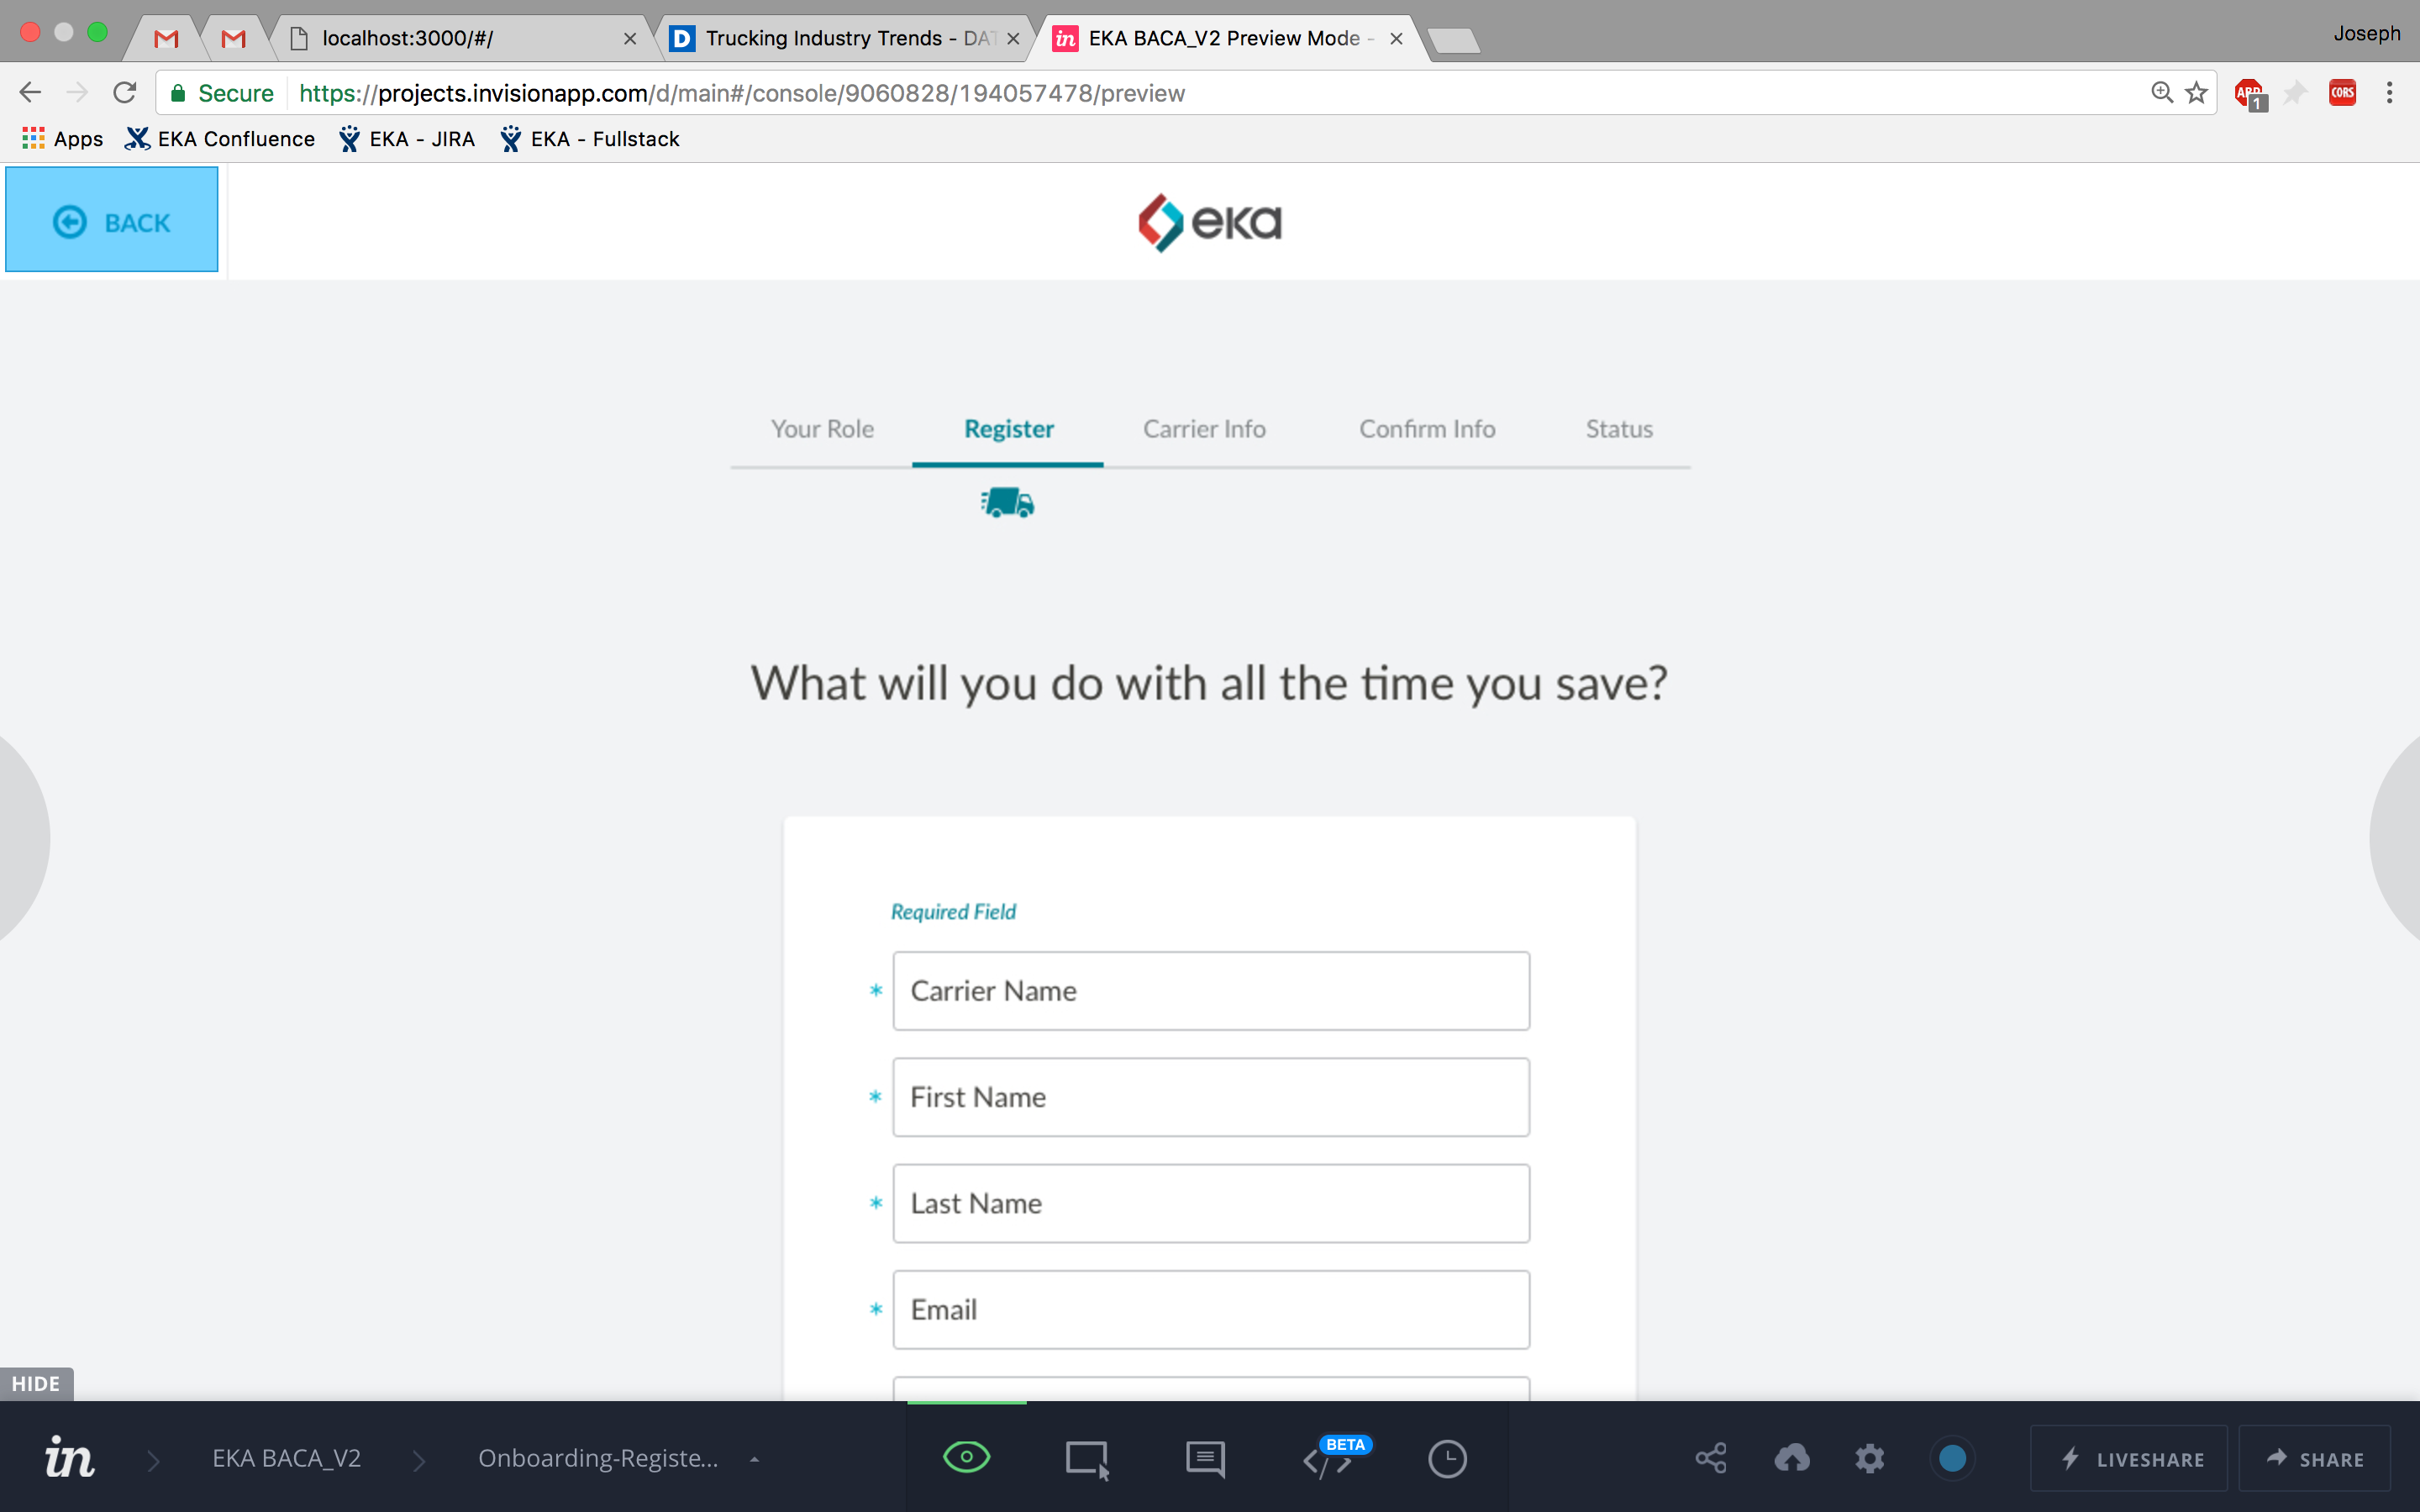 localhost:3000/#/
Trucking Industry Trends - DAT
EKA BACA_V2 Preview Mode -
Joseph
Secure
https://projects.invisionapp.com/d/main#/console/9060828/194057478/preview
ABP
1
CORS
Apps
EKA Confluence
EKA - JIRA
EKA - Fullstack
BACK
eka
Your Role
Register
Carrier Info
Confirm Info
Status
What will you do with all the time you save?
Required Field
* Carrier Name
* First Name
* Last Name
* Email
HIDE
in
EKA BACA_V2
Onboarding-Registe...
BETA
LIVESHARE
SHARE